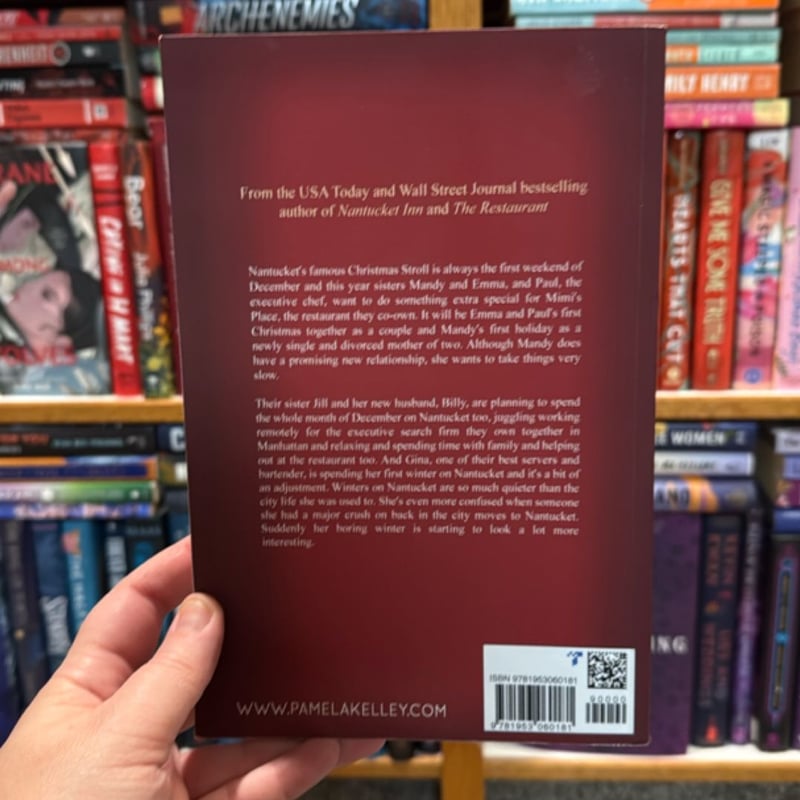 ARCHENEMIES
From the USA Today and Wall Street Journal bestselling
author of Nantucket Inn and The Restaurant
Nantucket's famous Christmas Stroll is always the first weekend of
December and this year sisters Mandy and Emma, and Paul, the
executive chef, want to do something extra special for Mimi's
Place, the restaurant they co-own. It will be Emma and Paul's first
Christmas together as a couple and Mandy's first holiday as a
newly single and divorced mother of two. Although Mandy does
have a promising new relationship, she wants to take things very
slow.
Their sister Jill and her new husband, Billy, are planning to spend
the whole month of December on Nantucket too, juggling working
remotely for the executive search firm they own together in
Manhattan and relaxing and spending time with family and helping
out at the restaurant too. And Gina, one of their best servers and
bartender, is spending her first winter on Nantucket and it's a bit of
an adjustment. Winters on Nantucket are so much quieter than the
city life she was used to. She's even more confused when someone
she had a major crush on back in the city moves to Nantucket.
Suddenly her boring winter is starting to look a lot more
interesting.
WWW.PAMELAKELLEY.COM
ISBN 9781953060181
90000
9781953 060181
HEARTS THAT CUT
GIVE ME SOME TRUTH
Bear
WOMEN